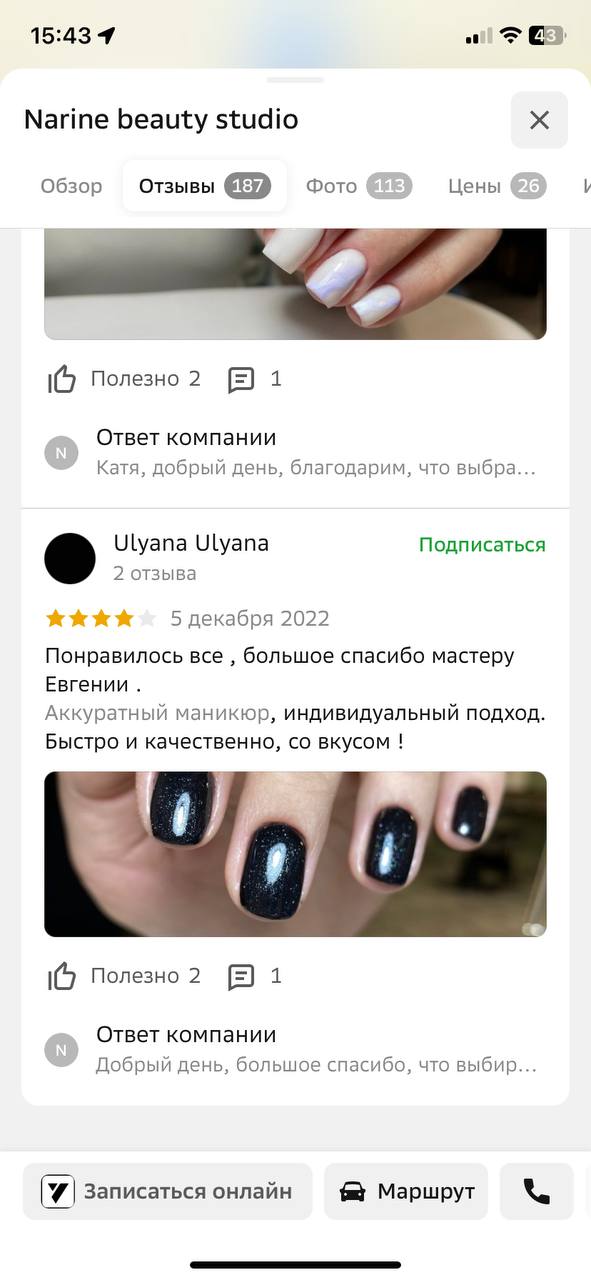 15:43
43
Narine beauty studio
Обзор
Отзывы 187
Фото 113
Цены 26
Полезно 2
1
N
Ответ компании
Катя, добрый день, благодарим, что выбра...
Ulyana Ulyana
Подписаться
2 отзыва
5 декабря 2022
Понравилось все , большое спасибо мастеру
Евгении .
Аккуратный маникюр, индивидуальный подход.
Быстро и качественно, со вкусом !
Полезно 2
1
N
Ответ компании
Добрый день, большое спасибо, что выбир...
Записаться онлайн
Маршрут